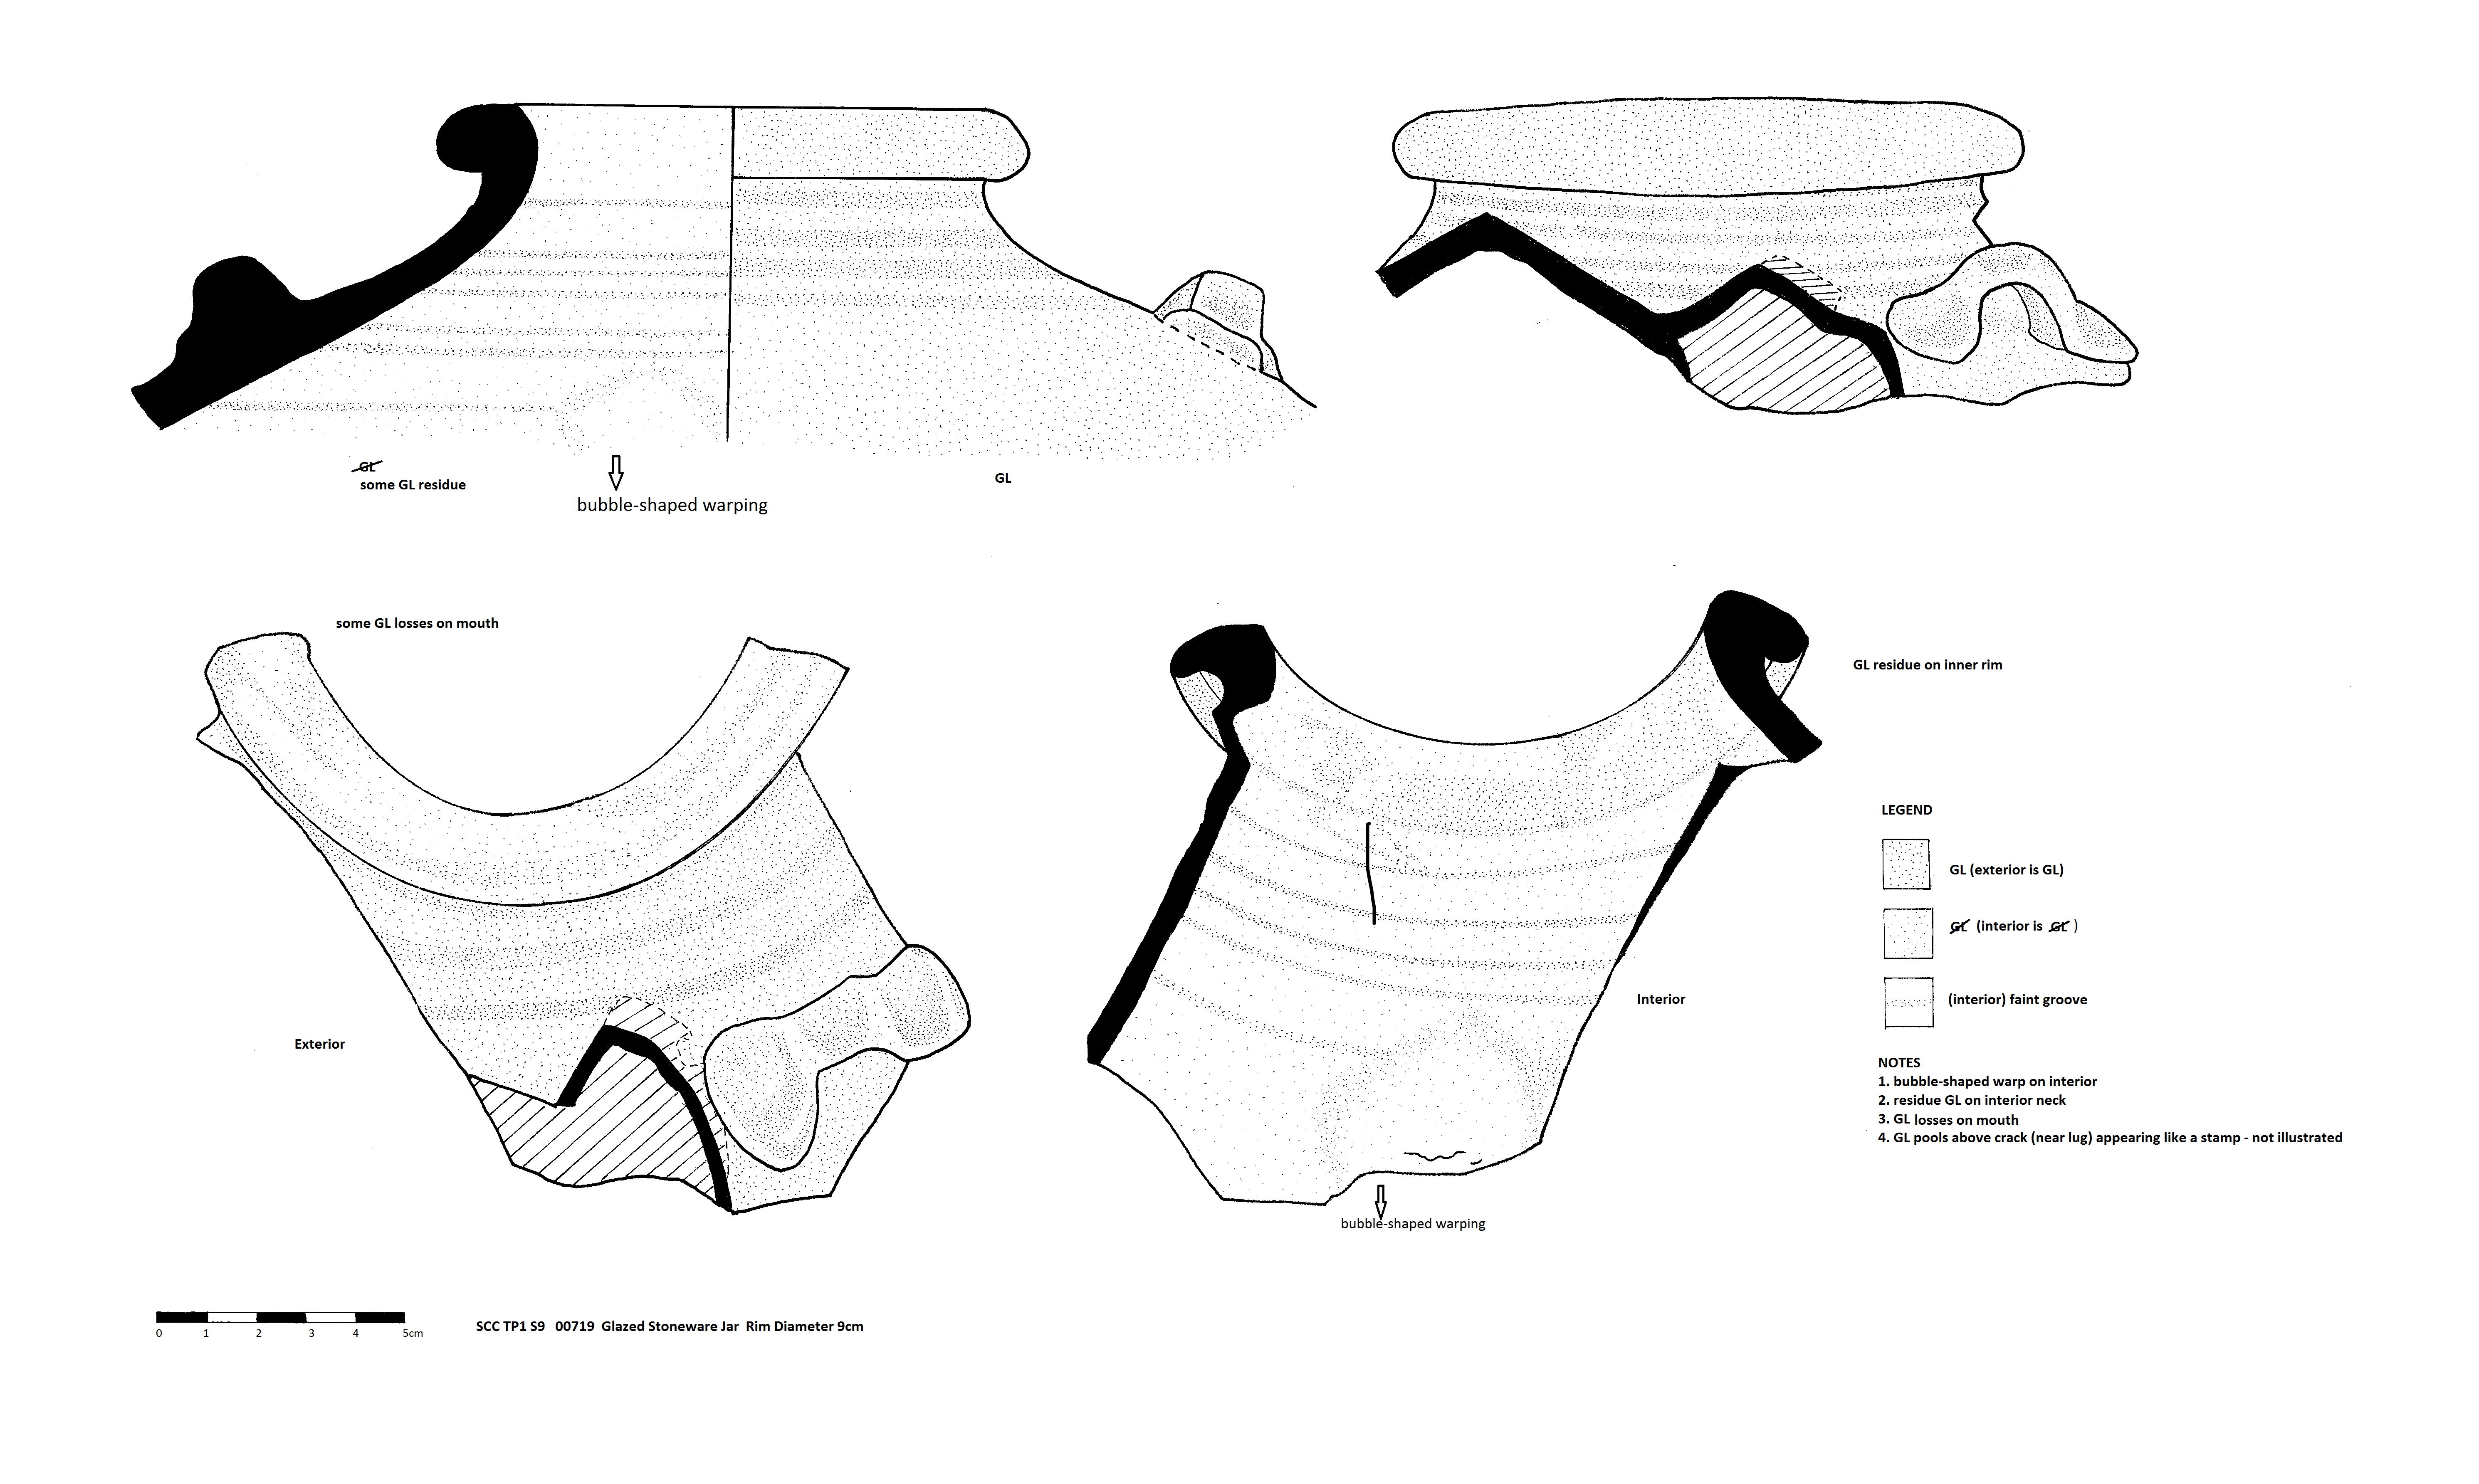 GL
some GL residue
bubble-shaped warping
GL
some GL losses on mouth
GL residue on inner rim
Exterior
Interior
bubble-shaped warping
LEGEND
GL (exterior is GL)
GL (interior is GL )
(interior) faint groove
NOTES
1. bubble-shaped warp on interior
2. residue GL on interior neck
3. GL losses on mouth
4. GL pools above crack (near lug) appearing like a stamp - not illustrated
0 1 2 3 4 5cm
SCC TP1 S9 00719 Glazed Stoneware Jar Rim Diameter 9cm